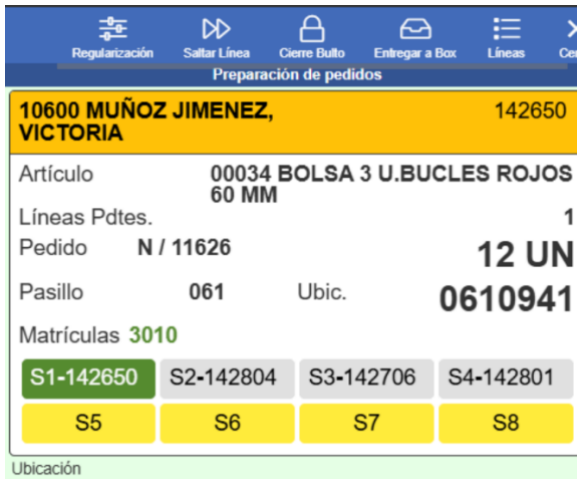 Regularización Saltar Línea Cierre Bulto Entregar a Box Líneas
Preparación de pedidos
10600 MUÑOZ JIMENEZ, 142650
VICTORIA
Artículo 00034 BOLSA 3 U.BUCLES ROJOS
60 MM
Líneas Pdtes. 1
Pedido N / 11626 12 UN
Pasillo 061 Ubic. 0610941
Matrículas 3010
S1-142650 S2-142804 S3-142706 S4-142801
S5 S6 S7 S8
Ubicación